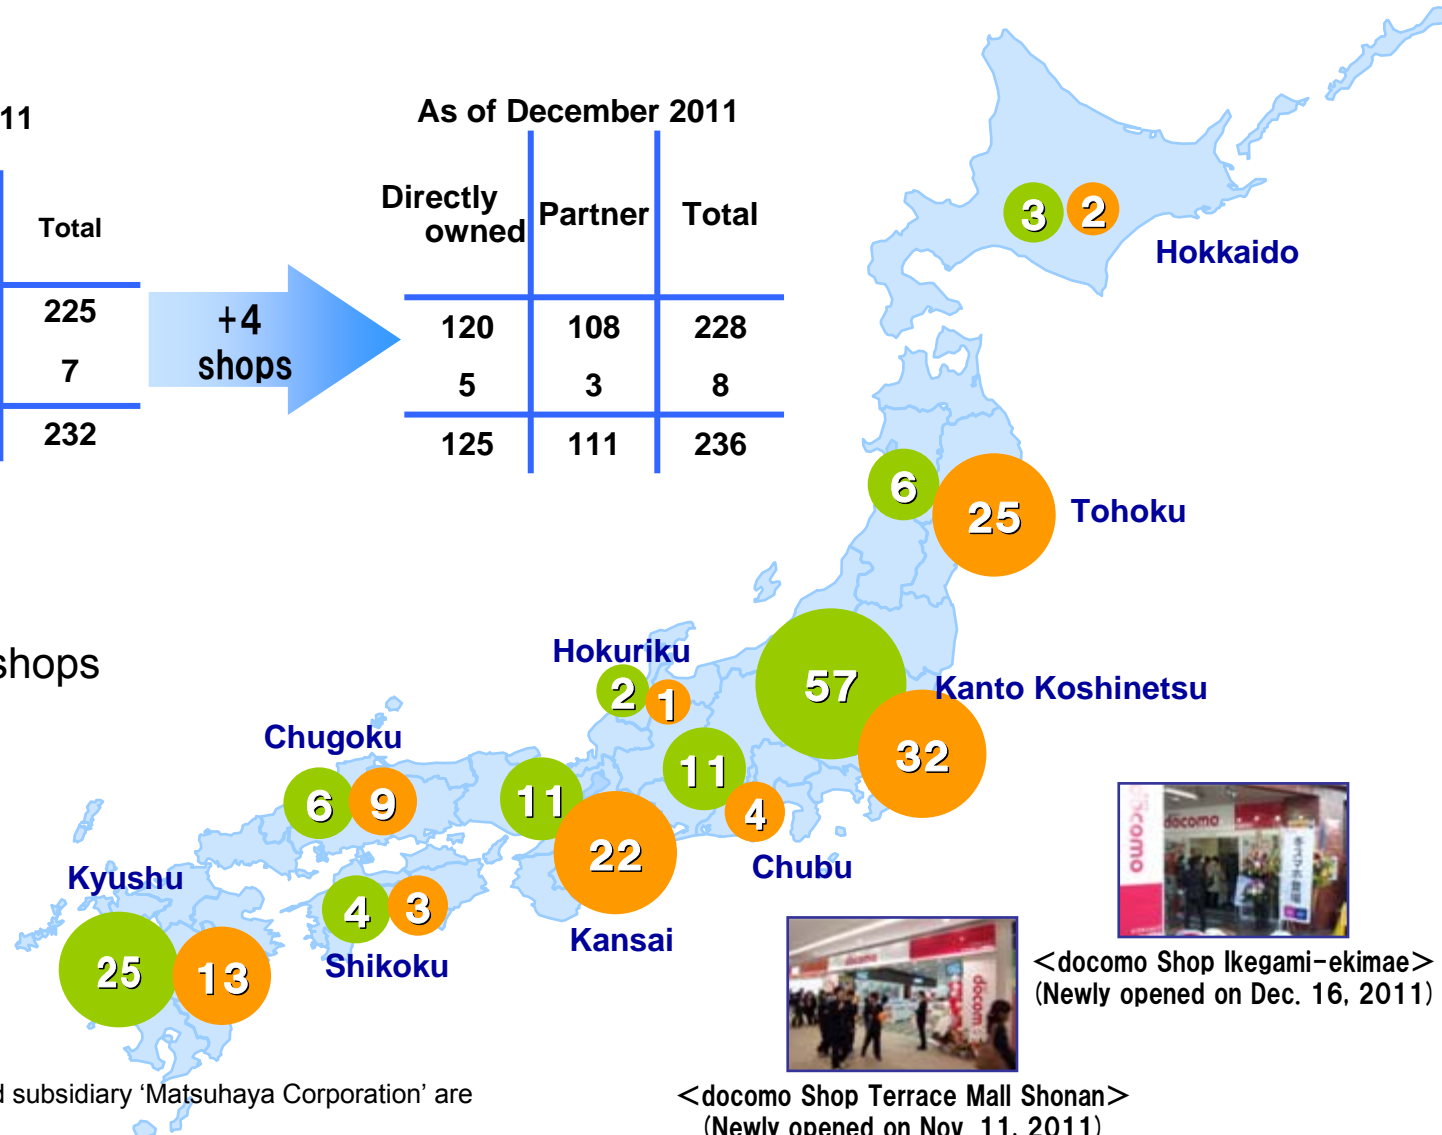 11
Total
225
7
232
+4
shops
As of December 2011
Directly
owned
Partner
Total
120 108 228
5 3 8
125 111 236
3 2
Hokkaido
6
25
Tohoku
shops
Hokuriku
2 1
57
Kanto Koshinetsu
32
Chugoku
6 9
11
22
Kansai
11
4
Chubu
Kyushu
25 13
4 3
Shikoku
docomo
docomo
docomo
docomo
<docomo Shop Ikegami-ekimae>
(Newly opened on Dec. 16, 2011)
<docomo Shop Terrace Mall Shonan>
(Newly opened on Nov. 11, 2011)
d subsidiary ‘Matsuhaya Corporation’ are